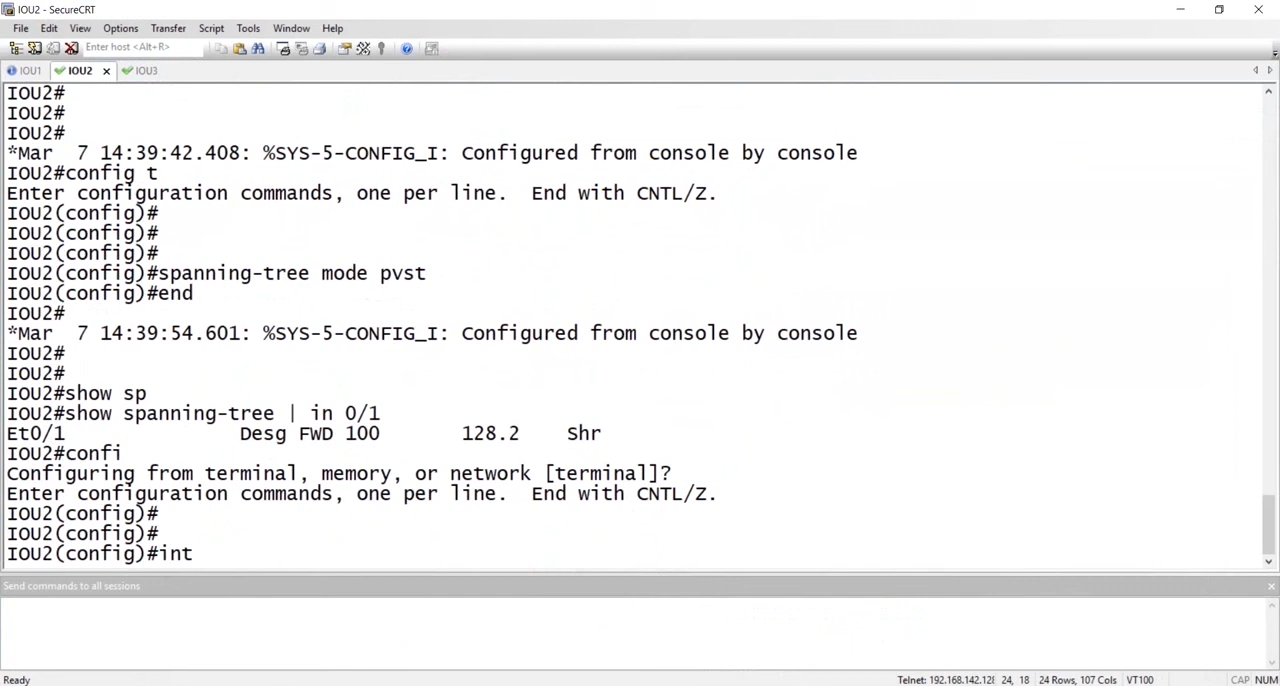 IOU2 - SecureCRT
File Edit View Options Transfer Script Tools Window Help
Enter host <Alt+R>
IOU1 IOU2 IOU3
IOU2#
IOU2#
IOU2#
*Mar  7 14:39:42.408: %SYS-5-CONFIG_I: Configured from console by console
IOU2#config t
Enter configuration commands, one per line.  End with CNTL/Z.
IOU2(config)#
IOU2(config)#
IOU2(config)#
IOU2(config)#spanning-tree mode pvst
IOU2(config)#end
IOU2#
*Mar  7 14:39:54.601: %SYS-5-CONFIG_I: Configured from console by console
IOU2#
IOU2#
IOU2#show sp
IOU2#show spanning-tree | in 0/1
Et0/1               Desg FWD 100       128.2    Shr
IOU2#confi
Configuring from terminal, memory, or network [terminal]?
Enter configuration commands, one per line.  End with CNTL/Z.
IOU2(config)#
IOU2(config)#
IOU2(config)#int
Send commands to all sessions
Ready Telnet: 192.168.142.128 24, 18 24 Rows, 107 Cols VT100 CAP NUM